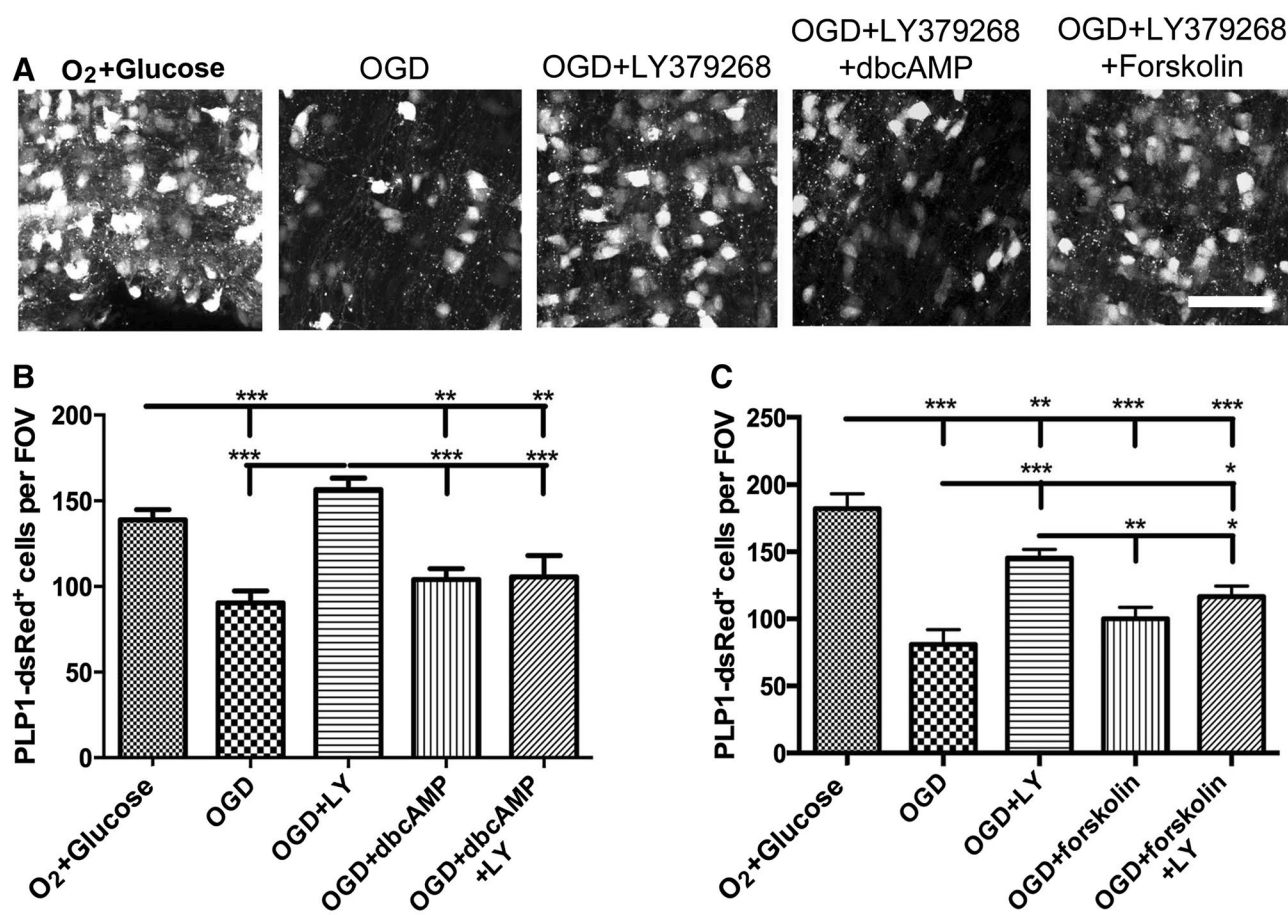 A
O2+Glucose
OGD
OGD+LY379268
OGD+LY379268
+dbcAMP
OGD+LY379268
+Forskolin
B
PLP1-dsRed+ cells per FOV
200
150
100
50
0
*** ** **
*** *** ***
O2+Glucose
OGD
OGD+LY
OGD+dbcAMP
OGD+dbcAMP
+LY
C
PLP1-dsRed+ cells per FOV
250
200
150
100
50
0
*** ** *** ***
*** *
** *
O2+Glucose
OGD
OGD+LY
OGD+forskolin
OGD+forskolin
+LY